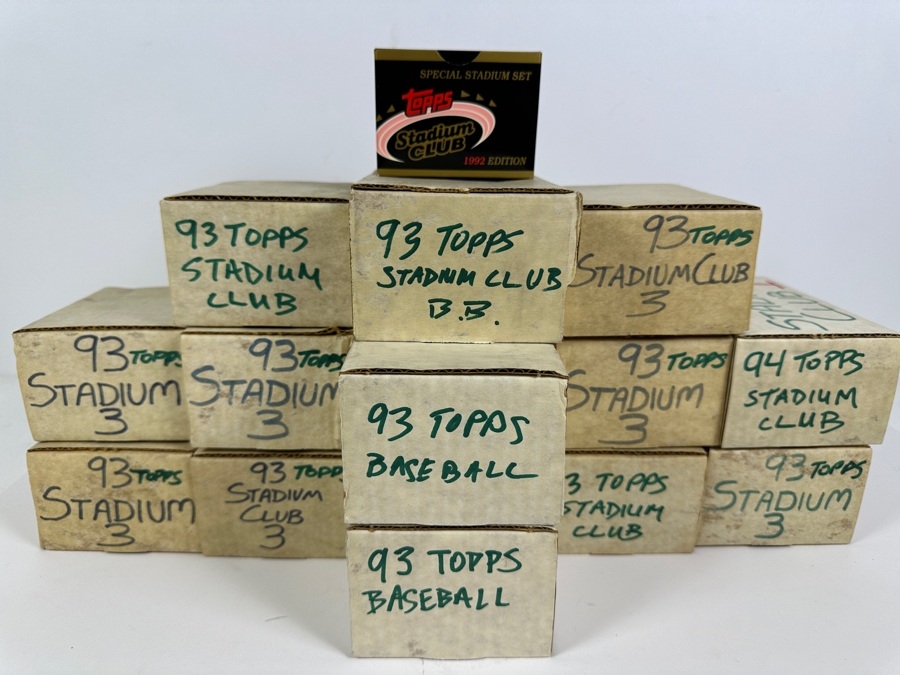 SPECIAL STADIUM SET
TOPPS
Stadium
CLUB
1992 EDITION
93 TOPPS
STADIUM
CLUB
93 TOPPS
STADIUM CLUB
B.B.
93 TOPPS
STADIUM CLUB
3
93 TOPPS
STADIUM
3
93 TOPPS
STADIUM
3
93 TOPPS
BASEBALL
93 TOPPS
STADIUM
3
STAD
CLUB
94 TOPPS
STADIUM
CLUB
93 TOPPS
STADIUM
3
93 TOPP
STADIUM
CLUB
3
93 TOPPS
BASEBALL
3 TOPPS
STADIUM
CLUB
93 TOPPS
STADIUM
3